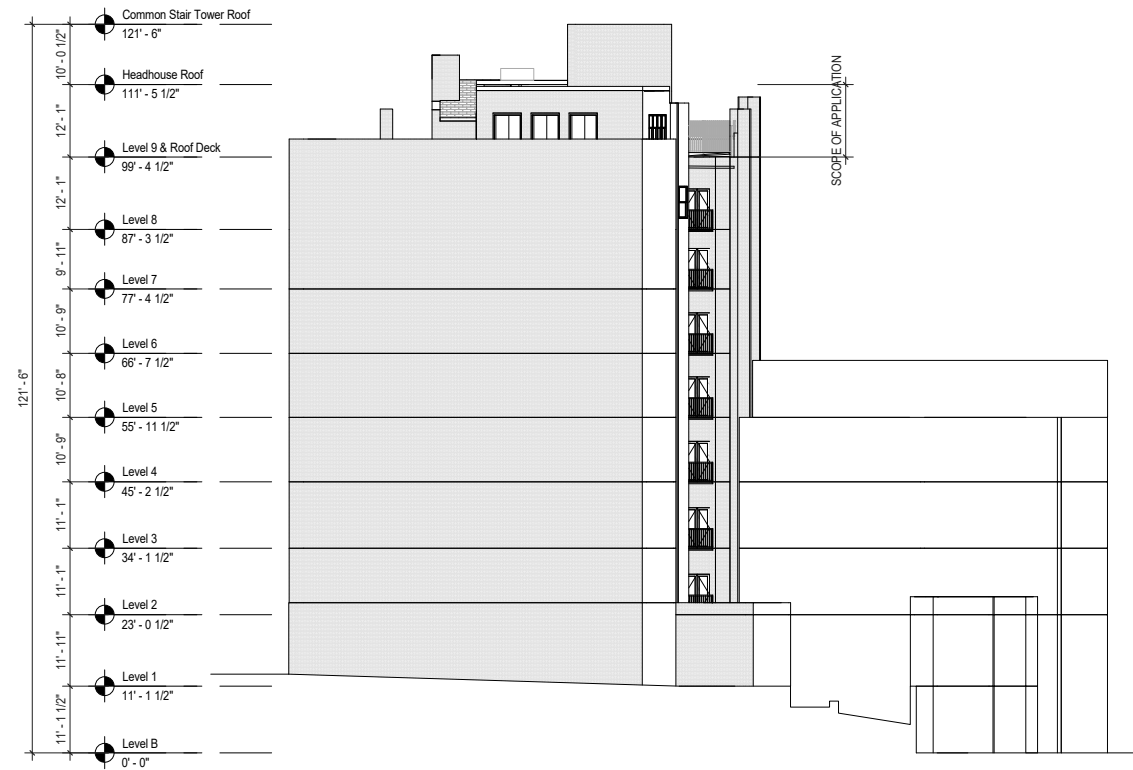 Common Stair Tower Roof
121' - 6"
10' - 0 1/2"
Headhouse Roof
111' - 5 1/2"
SCOPE OF APPLICATION
12' - 1"
Level 9 & Roof Deck
99' - 4 1/2"
12' - 1"
Level 8
87' - 3 1/2"
9' - 11"
Level 7
77' - 4 1/2"
10' - 9"
Level 6
66' - 7 1/2"
121' - 6"
10' - 8"
Level 5
55' - 11 1/2"
10' - 9"
Level 4
45' - 2 1/2"
11' - 1"
Level 3
34' - 1 1/2"
11' - 1"
Level 2
23' - 0 1/2"
11' - 11"
Level 1
11' - 1 1/2"
11' - 1 1/2"
Level B
0' - 0"